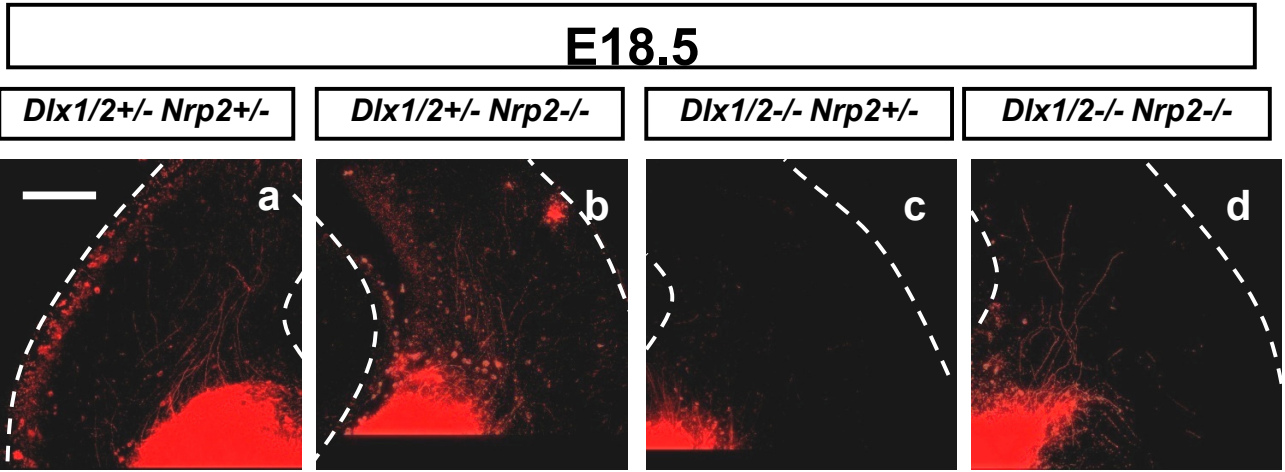 E18.5
Dlx1/2+/- Nrp2+/-
Dlx1/2+/- Nrp2-/-
Dlx1/2-/- Nrp2+/-
Dlx1/2-/- Nrp2-/-
a
b
c
d